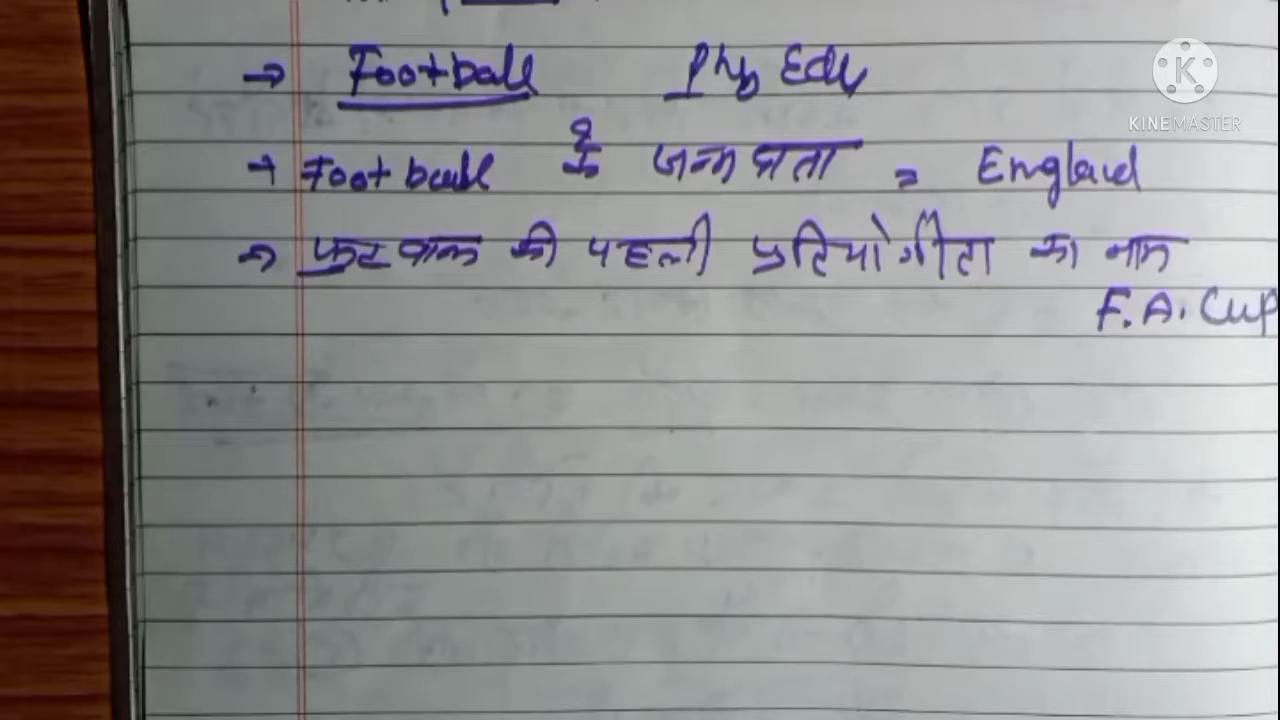 → Football Phy Edu
→ Football के जन्मदाता = England
→ फुटबाल की पहली प्रतियोगीता का नाम
F.A. Cup
KINEMASTER